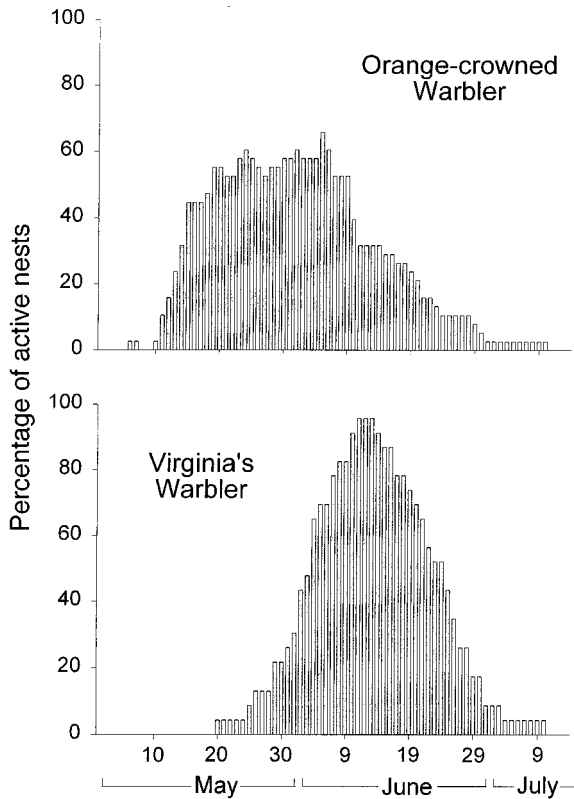 100
80
60
40
20
0
Orange-crowned
Warbler
Percentage of active nests
100
80
60
40
20
0
Virginia's
Warbler
10 20 30 9 19 29 9
May June July